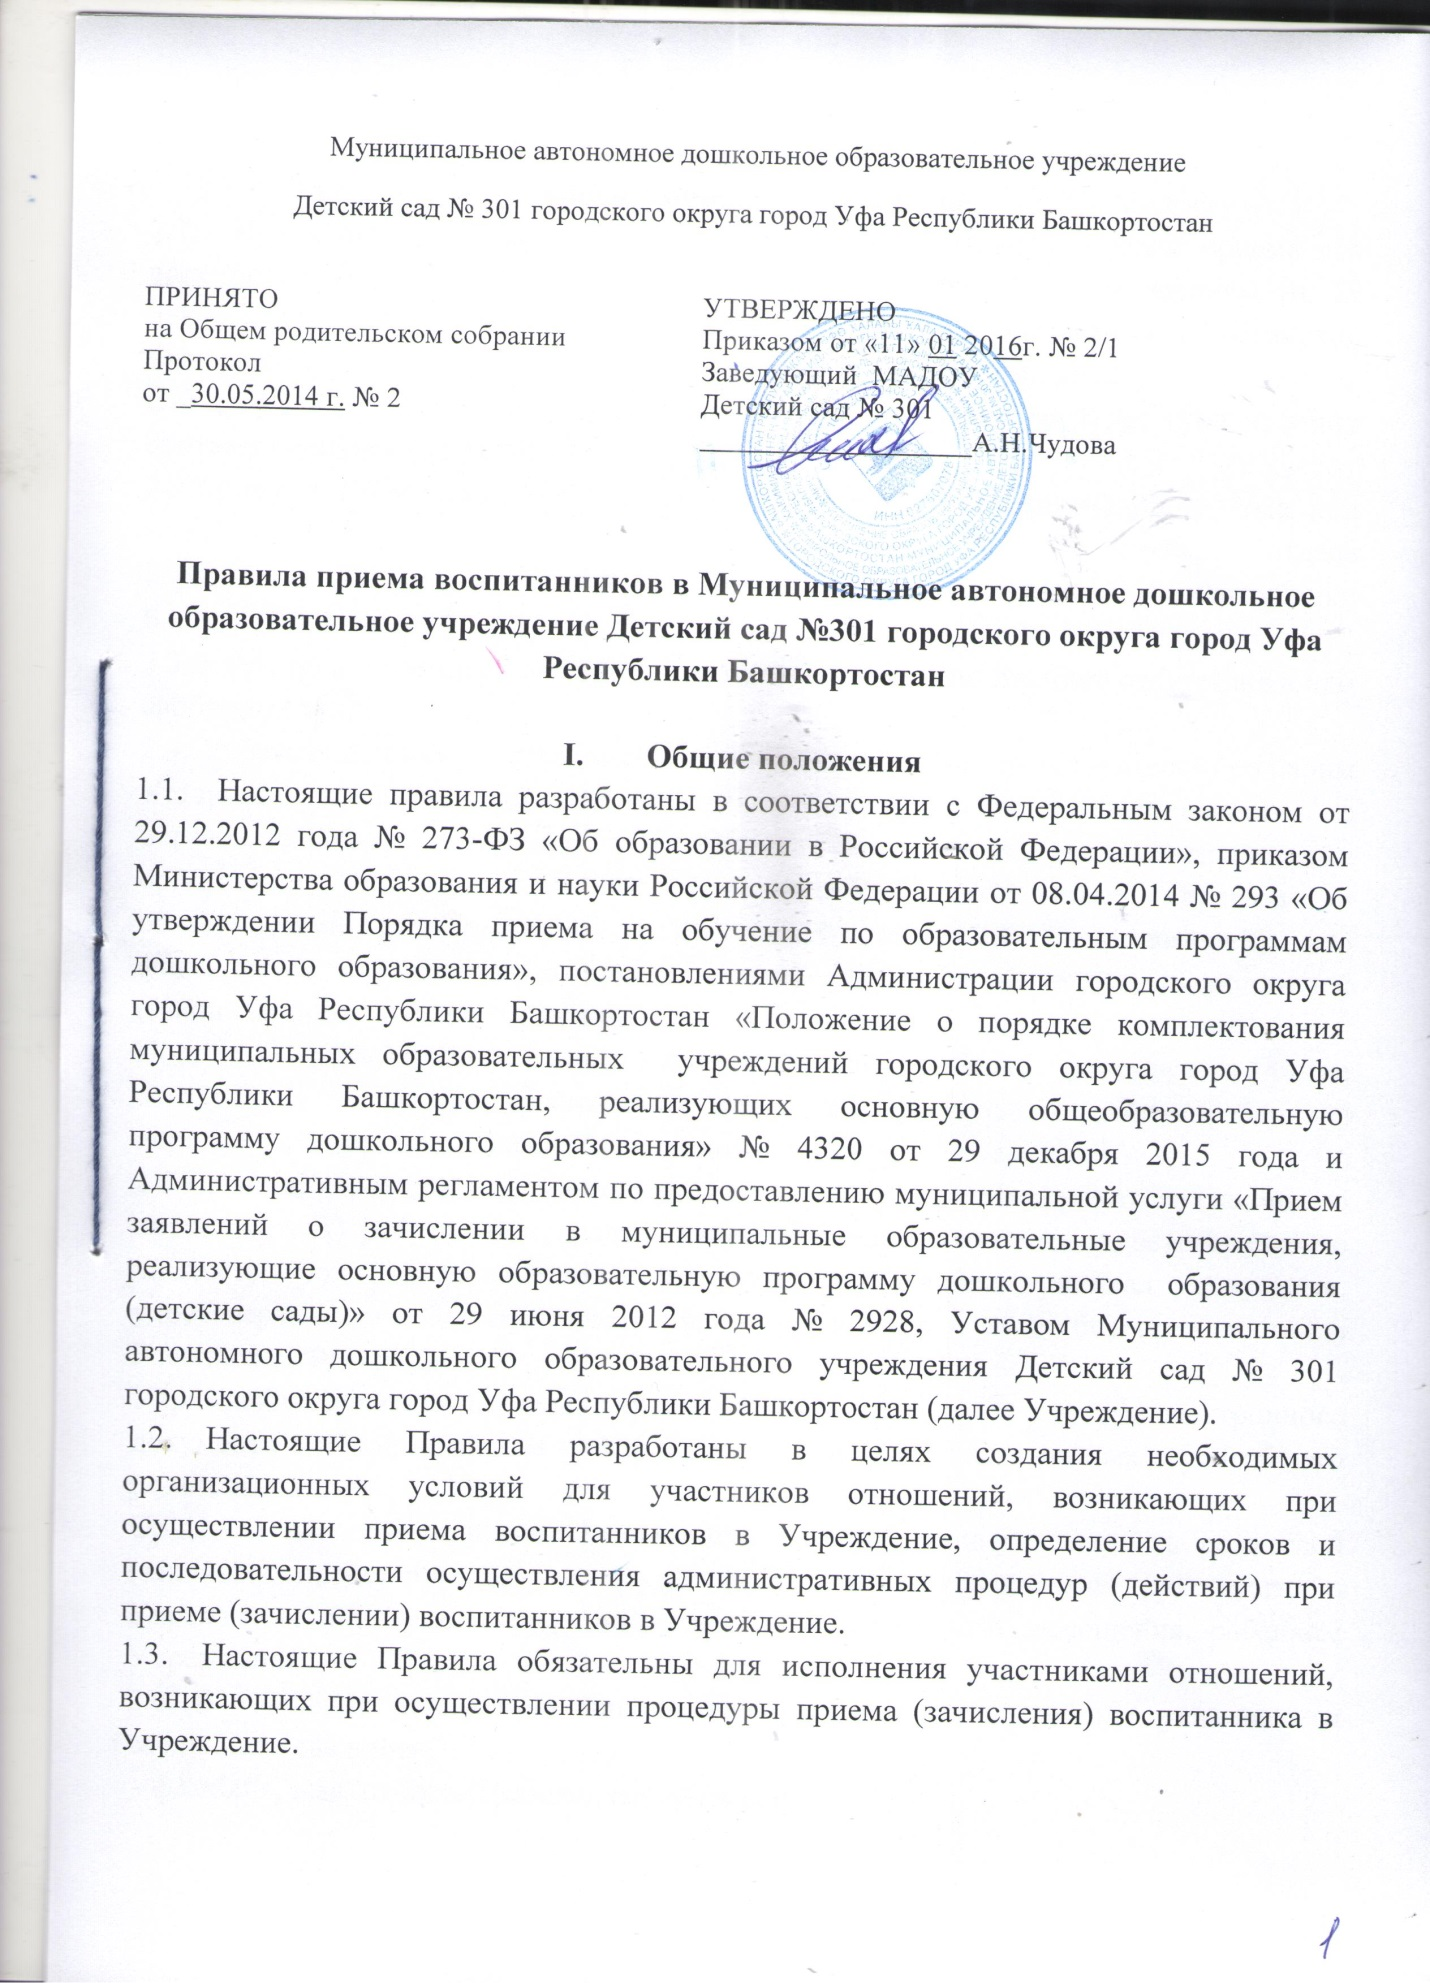 Муниципальное автономное дошкольное образовательное учреждение
Детский сад № 301 городского округа город Уфа Республики Башкортостан
ПРИНЯТО
на Общем родительском собрании
Протокол
от _30.05.2014 г. № 2
УТВЕРЖДЕНО
Приказом от «11» 01 2016г. № 2/1
Заведующий МАДОУ
Детский сад № 301
А.Н.Чудова
Правила приема воспитанников в Муниципальное автономное дошкольное
образовательное учреждение Детский сад №301 городского округа город Уфа
Республики Башкортостан
I. Общие положения
1.1. Настоящие правила разработаны в соответствии с Федеральным законом от
29.12.2012 года № 273-ФЗ «Об образовании в Российской Федерации», приказом
Министерства образования и науки Российской Федерации от 08.04.2014 № 293 «Об
утверждении Порядка приема на обучение по образовательным программам
дошкольного образования», постановлениями Администрации городского округа
город Уфа Республики Башкортостан «Положение о порядке комплектования
муниципальных образовательных учреждений городского округа город Уфа
Республики Башкортостан, реализующих основную общеобразовательную
программу дошкольного образования» № 4320 от 29 декабря 2015 года и
Административным регламентом по предоставлению муниципальной услуги «Прием
заявлений о зачислении в муниципальные образовательные учреждения,
реализующие основную образовательную программу дошкольного образования
(детские сады)» от 29 июня 2012 года № 2928, Уставом Муниципального
автономного дошкольного образовательного учреждения Детский сад № 301
городского округа город Уфа Республики Башкортостан (далее Учреждение).
1.2. Настоящие Правила разработаны в целях создания необходимых
организационных условий для участников отношений, возникающих при
осуществлении приема воспитанников в Учреждение, определение сроков и
последовательности осуществления административных процедур (действий) при
приеме (зачислении) воспитанников в Учреждение.
1.3. Настоящие Правила обязательны для исполнения участниками отношений,
возникающих при осуществлении процедуры приема (зачисления) воспитанника в
Учреждение.
1